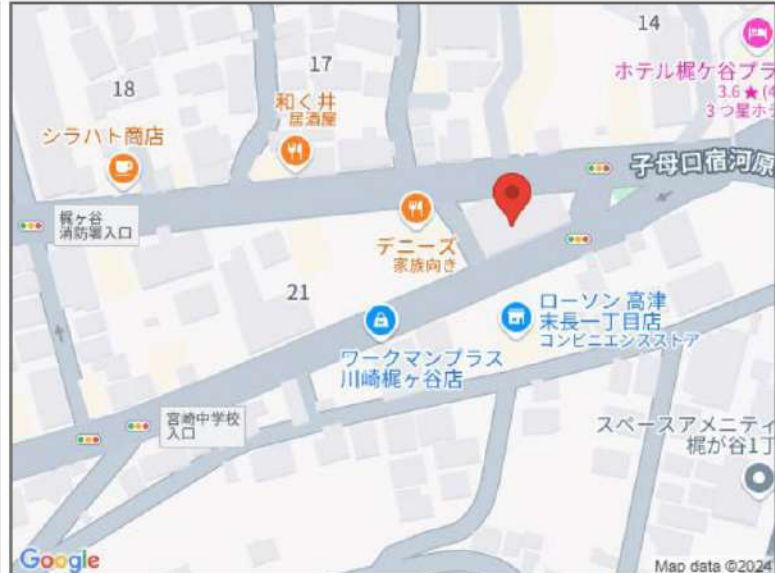 14
18
17
ホテル梶ケ谷プラ
3.6★(4
3つ星ホテ
和く井
居酒屋
シラハト商店
子母口宿河原
梶ヶ谷
消防署入口
デニーズ
家族向き
21
ローソン 高津
末長一丁目店
コンビニエンスストア
ワークマンプラス
川崎梶ヶ谷店
宮崎中学校
入口
スペースアメニティ
梶が谷1丁
Google
Map data ©2024